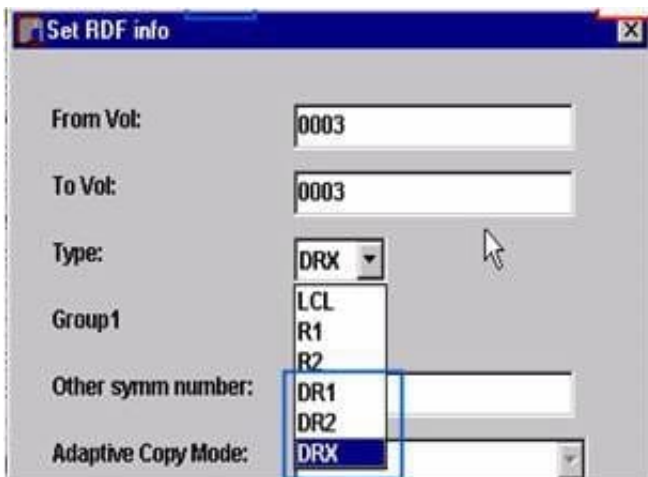 Set RDF info
From Vol: 0003
To Vol: 0003
Type: DRX
LCL
Group1
R1
R2
Other symm number:
DR1
DR2
Adaptive Copy Mode:
DRX